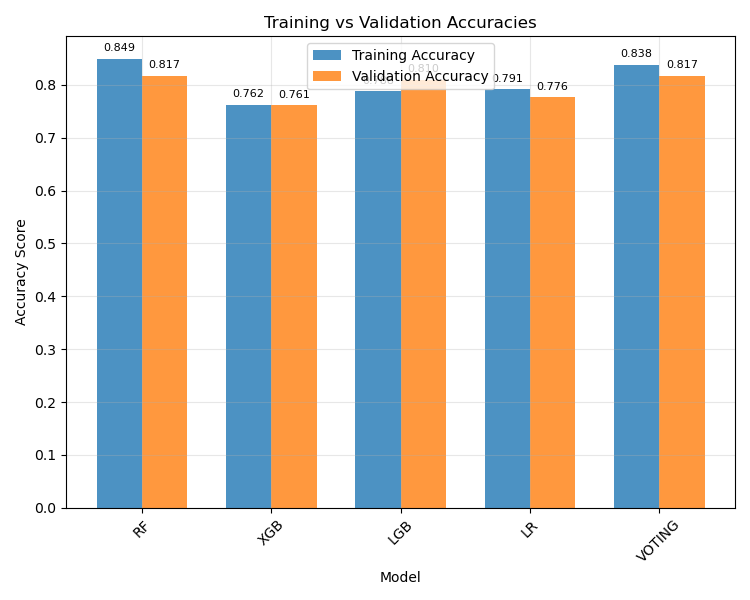 Training vs Validation Accuracies
Training Accuracy
Validation Accuracy
0.849
0.817
0.762
0.761
0.810
0.791
0.776
0.838
0.817
Accuracy Score
0.8
0.7
0.6
0.5
0.4
0.3
0.2
0.1
0.0
RF
XGB
LGB
LR
VOTING
Model